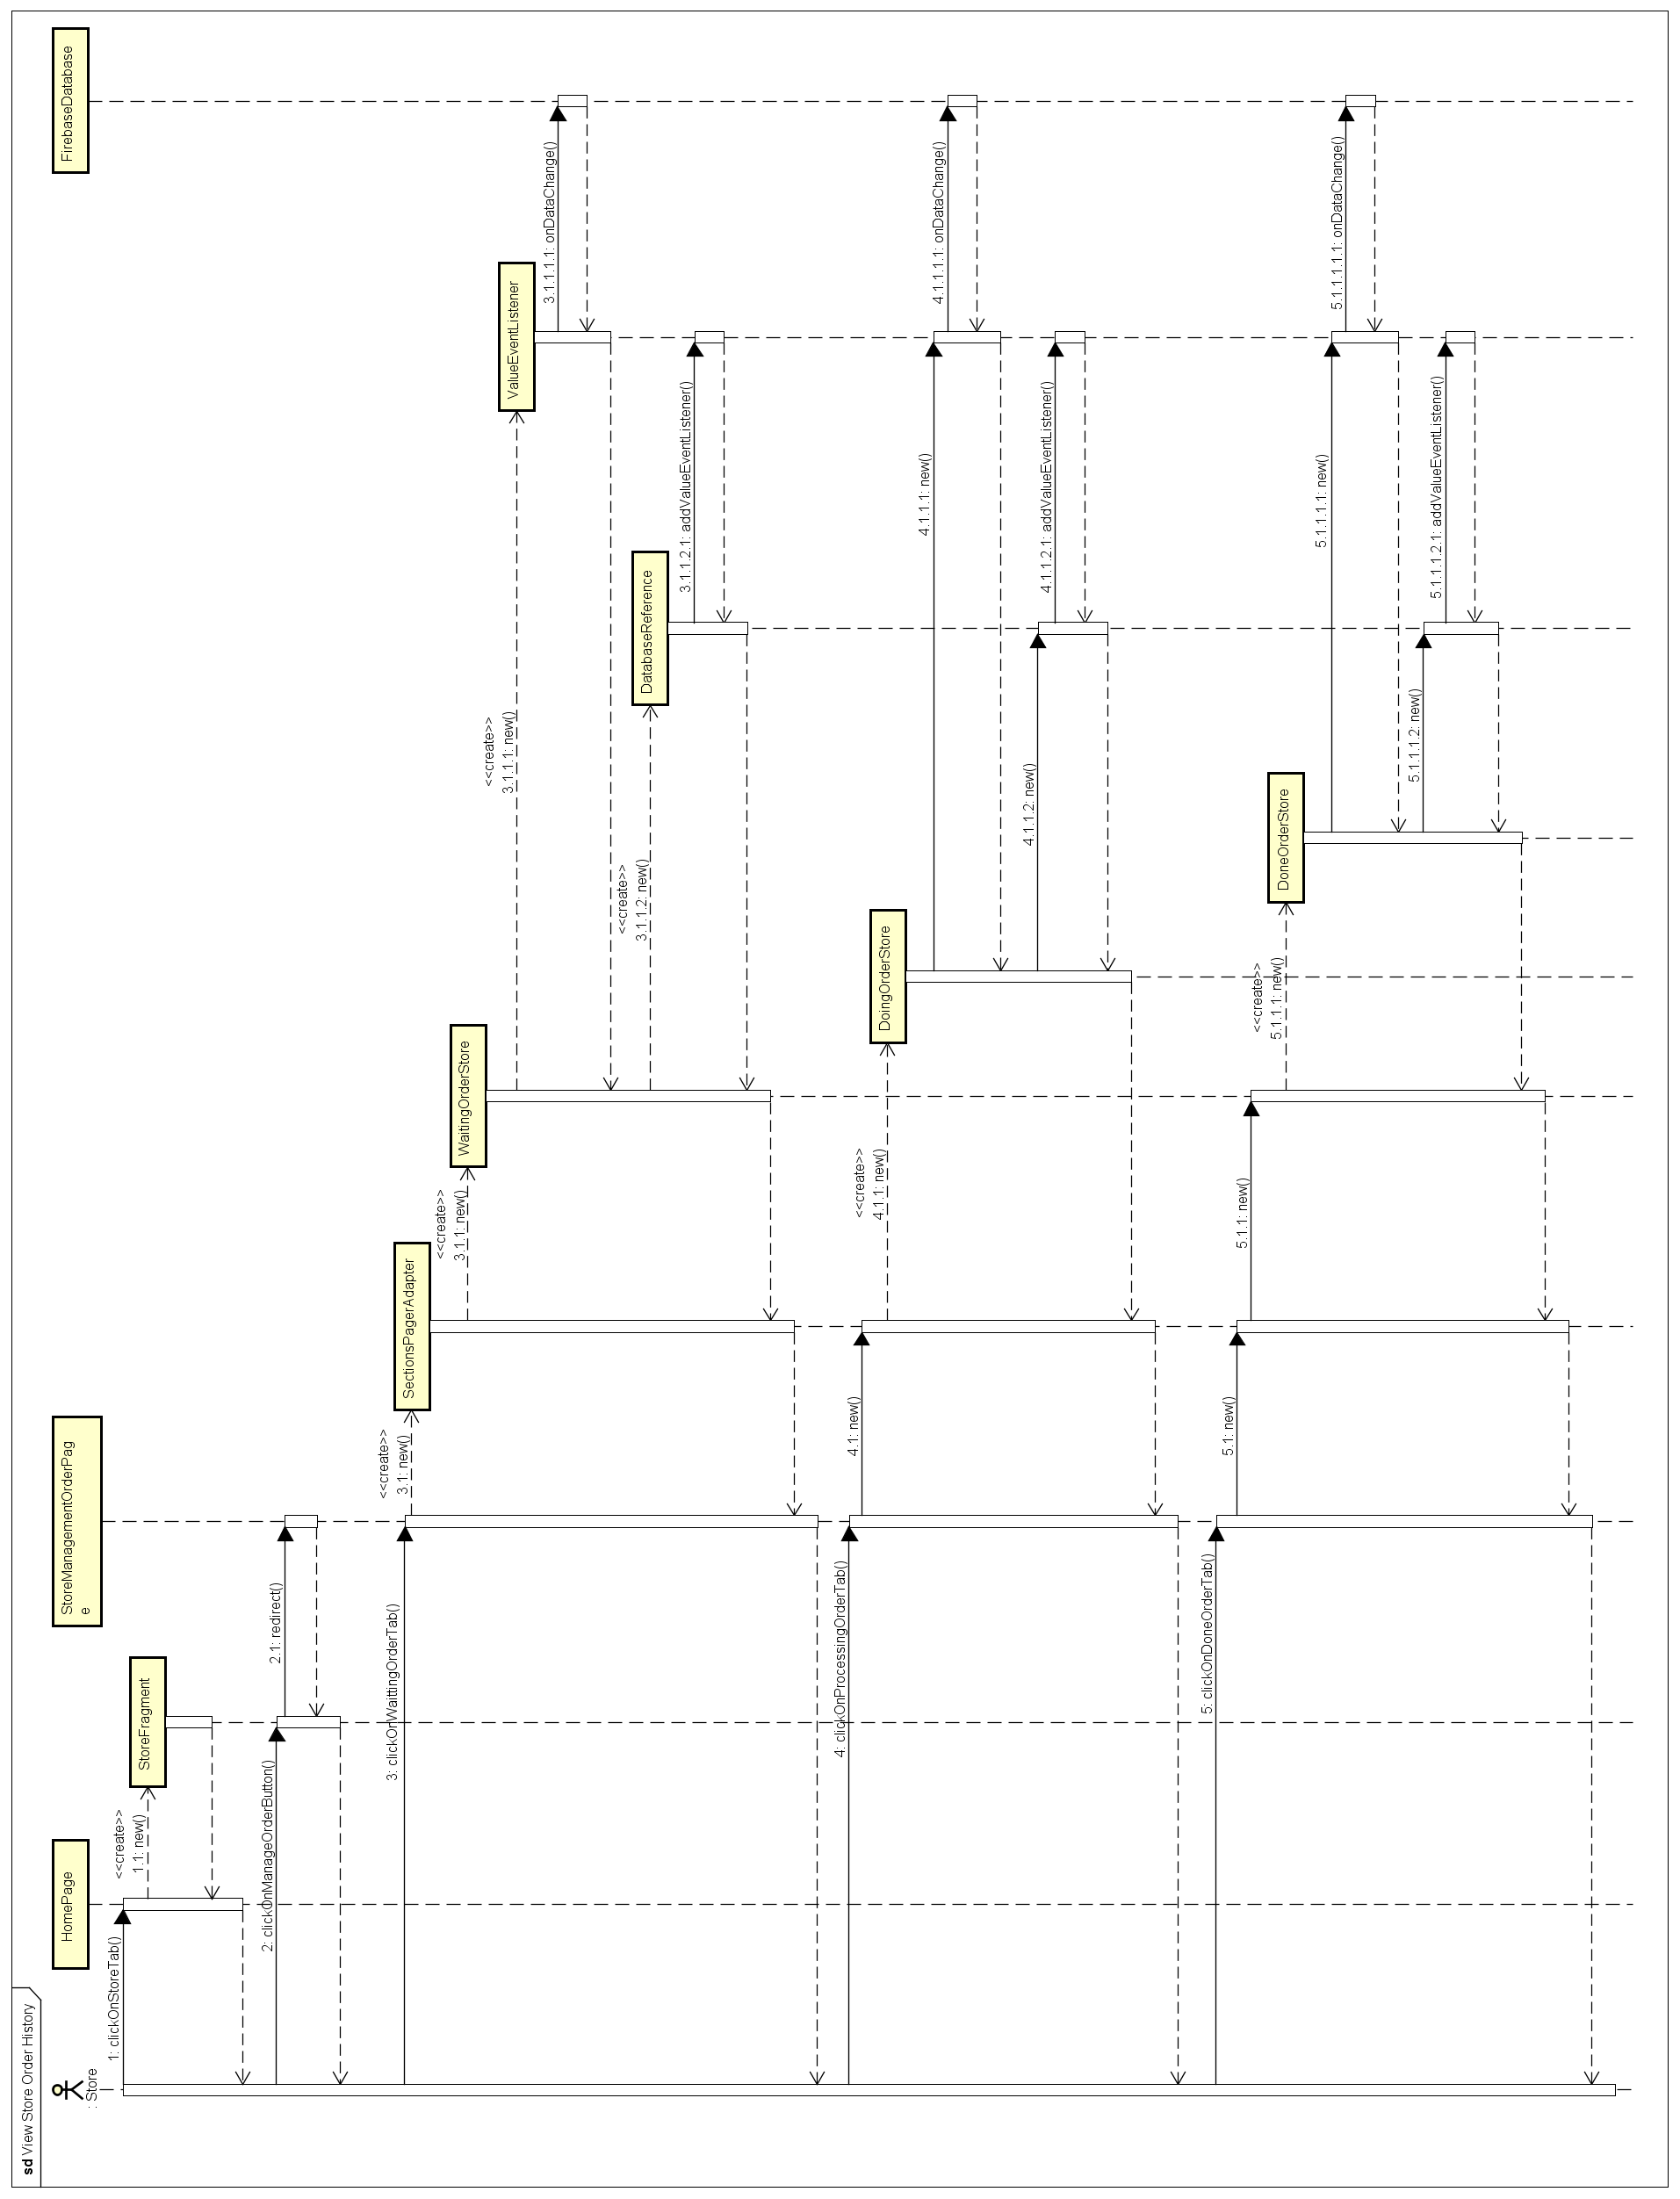 sd View Store Order History
: Store
HomePage
StoreManagementOrderPag
e
FirebaseDatabase
1: clickOnStoreTab()
<<create>>
1.1: new()
StoreFragment
2: clickOnManageOrderButton()
2.1: redirect()
3: clickOnWaittingOrderTab()
<<create>>
3.1: new()
SectionsPagerAdapter
<<create>>
3.1.1: new()
WaitingOrderStore
<<create>>
3.1.1.1: new()
ValueEventListener
3.1.1.1.1: onDataChange()
<<create>>
3.1.1.2: new()
DatabaseReference
3.1.1.2.1: addValueEventListener()
4: clickOnProcessingOrderTab()
4.1: new()
<<create>>
4.1.1: new()
DoingOrderStore
4.1.1.1: new()
4.1.1.1.1: onDataChange()
4.1.1.2: new()
4.1.1.2.1: addValueEventListener()
5: clickOnDoneOrderTab()
5.1: new()
5.1.1: new()
<<create>>
5.1.1.1: new()
DoneOrderStore
5.1.1.1.1: new()
5.1.1.1.1.1: onDataChange()
5.1.1.1.2: new()
5.1.1.1.2.1: addValueEventListener()